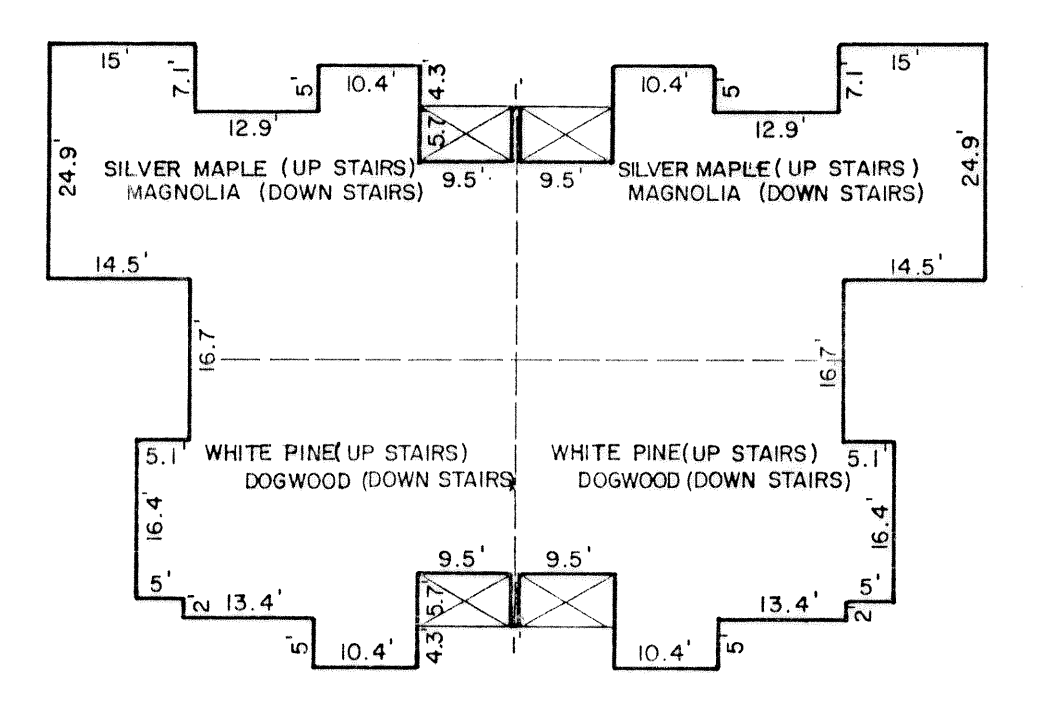 15' 7.1' 5' 10.4' 4.3' 1' 10.4' 5' 7.1' 15'
12.9' 5.7' 12.9'
24.9' 9.5' 9.5' 24.9'
SILVER MAPLE (UP STAIRS) SILVER MAPLE (UP STAIRS)
MAGNOLIA (DOWN STAIRS) MAGNOLIA (DOWN STAIRS)
14.5' 14.5'
16.7' 16.7'
5.1' WHITE PINE (UP STAIRS) WHITE PINE (UP STAIRS) 5.1'
DOGWOOD (DOWN STAIRS) DOGWOOD (DOWN STAIRS)
16.4' 16.4'
9.5' 9.5'
5' 2' 13.4' 5.7' 13.4' 2' 5'
5' 10.4' 4.3' 1' 10.4' 5'